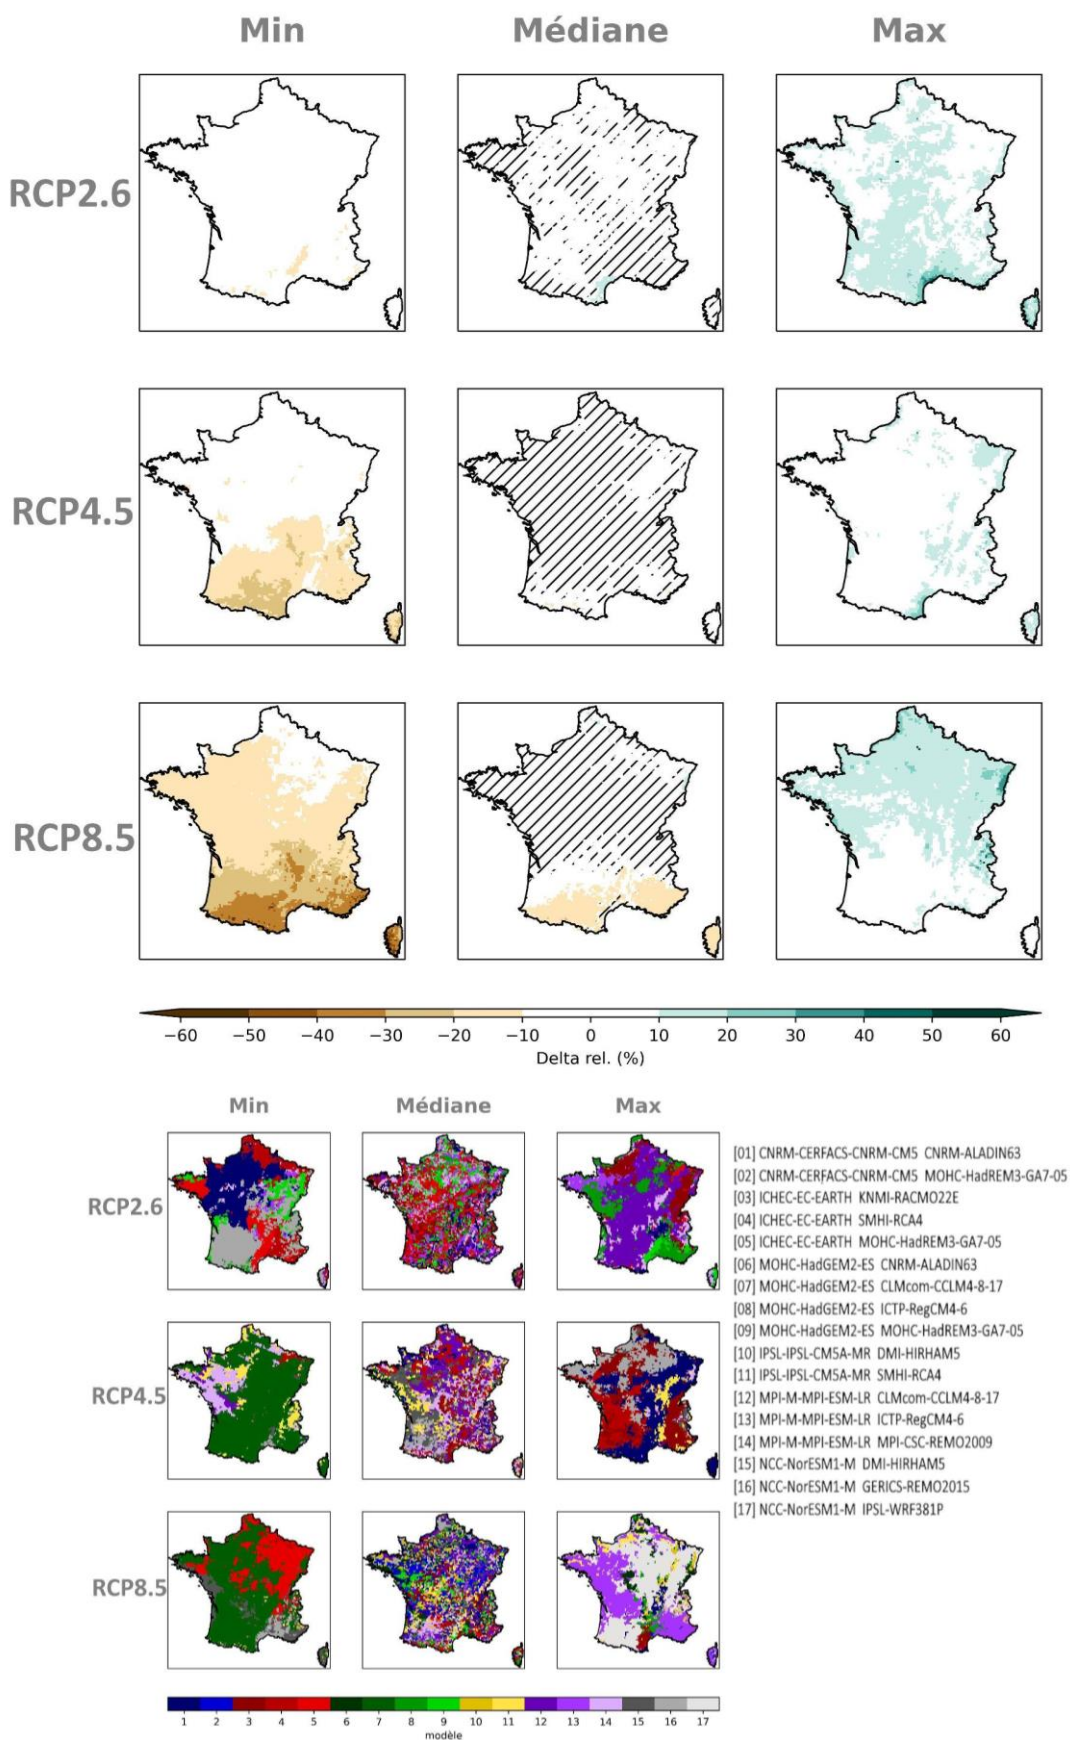 Min Médiane Max
RCP2.6
RCP4.5
RCP8.5
−60 −50 −40 −30 −20 −10 0 10 20 30 40 50 60
Delta rel. (%)
Min Médiane Max
RCP2.6
RCP4.5
RCP8.5
[01] CNRM-CERFACS-CNRM-CM5 CNRM-ALADIN63
[02] CNRM-CERFACS-CNRM-CM5 MOHC-HadREM3-GA7-05
[03] ICHEC-EC-EARTH KNMI-RACMO22E
[04] ICHEC-EC-EARTH SMHI-RCA4
[05] ICHEC-EC-EARTH MOHC-HadREM3-GA7-05
[06] MOHC-HadGEM2-ES CNRM-ALADIN63
[07] MOHC-HadGEM2-ES CLMcom-CCLM4-8-17
[08] MOHC-HadGEM2-ES ICTP-RegCM4-6
[09] MOHC-HadGEM2-ES MOHC-HadREM3-GA7-05
[10] IPSL-IPSL-CM5A-MR DMI-HIRHAM5
[11] IPSL-IPSL-CM5A-MR SMHI-RCA4
[12] MPI-M-MPI-ESM-LR CLMcom-CCLM4-8-17
[13] MPI-M-MPI-ESM-LR ICTP-RegCM4-6
[14] MPI-M-MPI-ESM-LR MPI-CSC-REMO2009
[15] NCC-NorESM1-M DMI-HIRHAM5
[16] NCC-NorESM1-M GERICS-REMO2015
[17] NCC-NorESM1-M IPSL-WRF381P
1 2 3 4 5 6 7 8 9 10 11 12 13 14 15 16 17
modèle